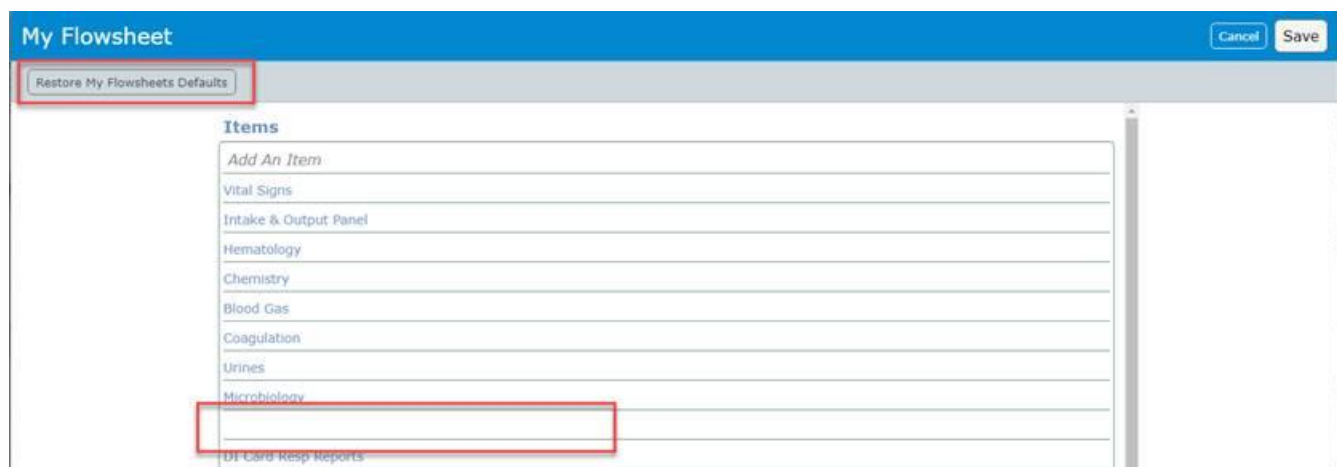 My Flowsheet
Cancel Save
Restore My Flowsheets Defaults
Items
Add An Item
Vital Signs
Intake & Output Panel
Hematology
Chemistry
Blood Gas
Coagulation
Urines
Microbiology
DI Card Resp Reports